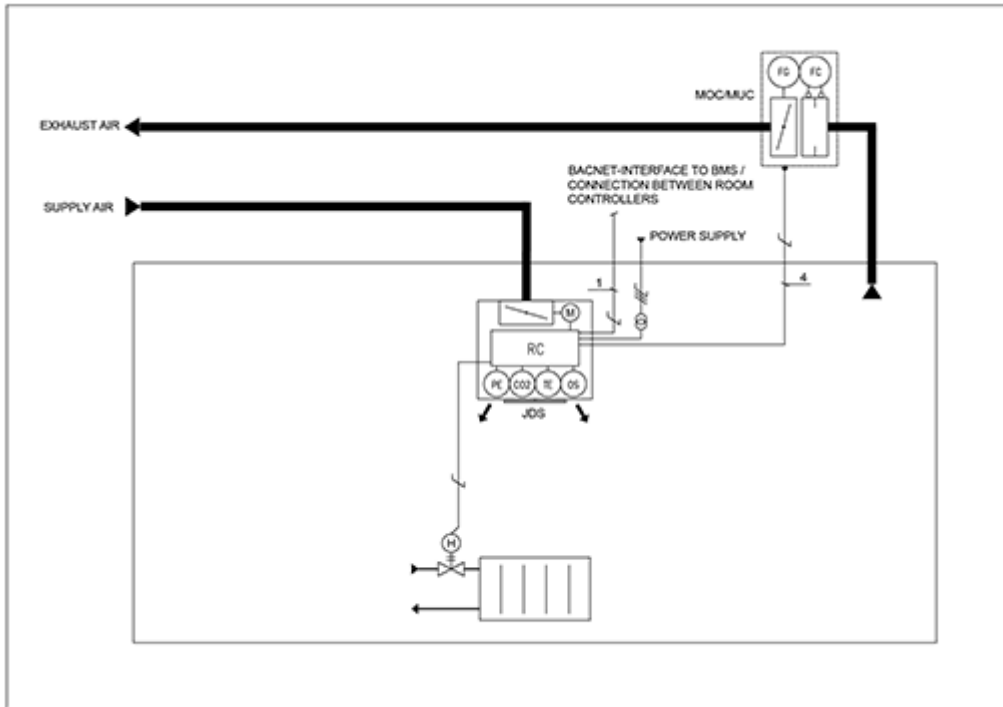 FG FC
MOC/MUC
EXHAUST AIR
BACNET-INTERFACE TO BMS /
CONNECTION BETWEEN ROOM
CONTROLLERS
SUPPLY AIR
POWER SUPPLY
1
4
M
RC
PE CO2 TE OS
JDS
H